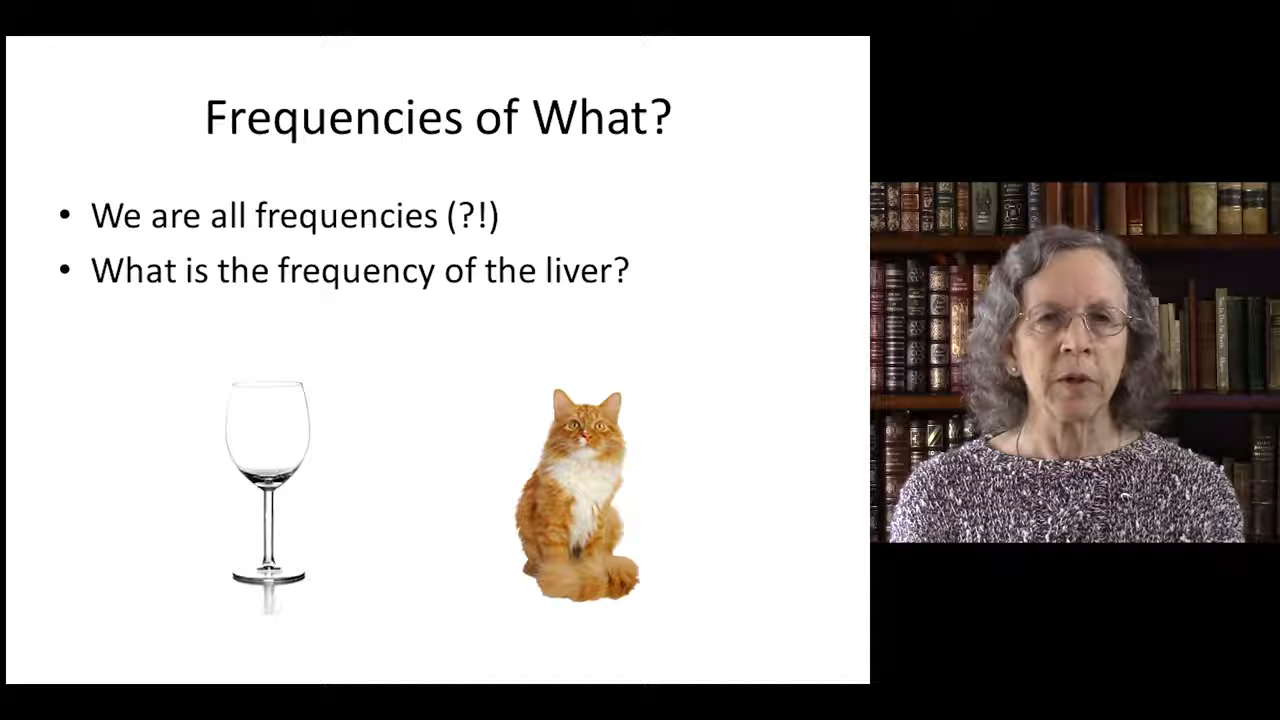 Frequencies of What?
• We are all frequencies (?!)
• What is the frequency of the liver?